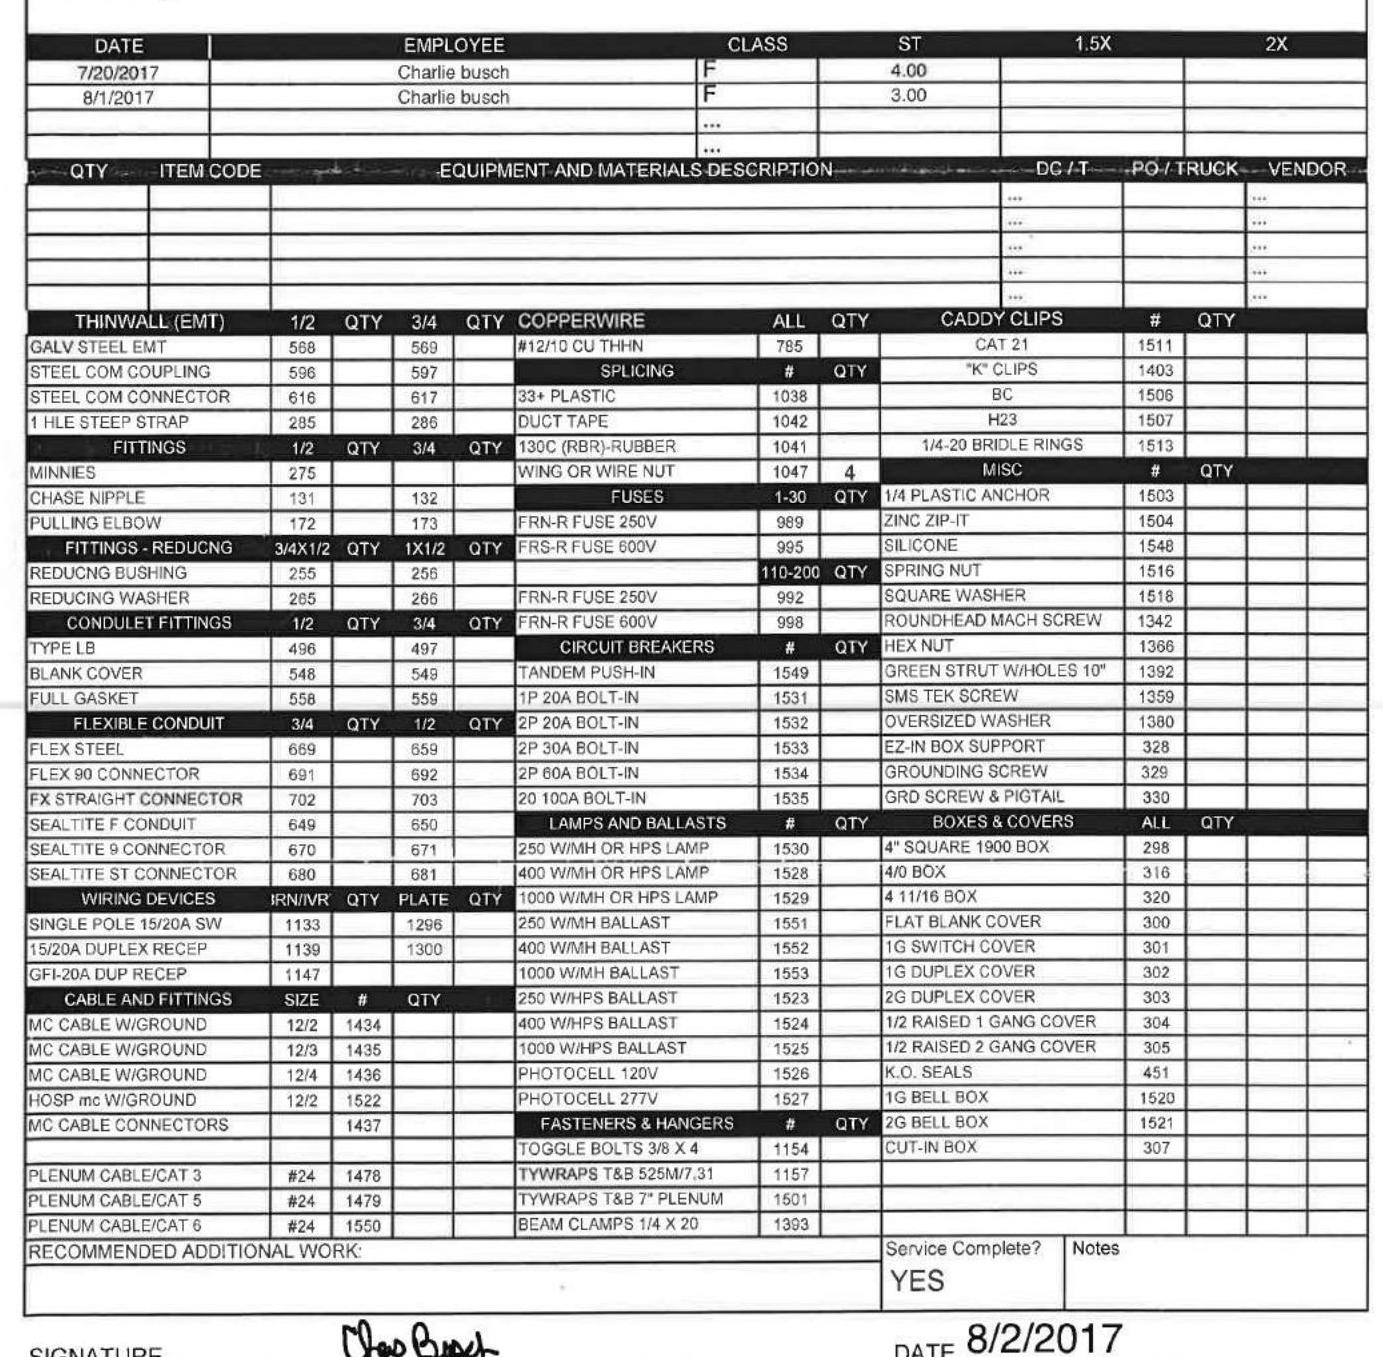 DATE EMPLOYEE CLASS ST 1.5X 2X
7/20/2017 Charlie busch F 4.00
8/1/2017 Charlie busch F 3.00
...
...
QTY ITEM CODE EQUIPMENT AND MATERIALS DESCRIPTION DC / T PO / TRUCK VENDOR
... ...
... ...
... ...
... ...
... ...
THINWALL (EMT) 1/2 QTY 3/4 QTY COPPERWIRE ALL QTY CADDY CLIPS # QTY
GALV STEEL EMT 568 569 #12/10 CU THHN 785 CAT 21 1511
STEEL COM COUPLING 596 597 SPLICING # QTY "K" CLIPS 1403
STEEL COM CONNECTOR 616 617 33+ PLASTIC 1038 BC 1506
1 HLE STEEP STRAP 285 286 DUCT TAPE 1042 H23 1507
FITTINGS 1/2 QTY 3/4 QTY 130C (RBR)-RUBBER 1041 1/4-20 BRIDLE RINGS 1513
MINNIES 275 WING OR WIRE NUT 1047 4 MISC # QTY
CHASE NIPPLE 131 132 FUSES 1-30 QTY 1/4 PLASTIC ANCHOR 1503
PULLING ELBOW 172 173 FRN-R FUSE 250V 989 ZINC ZIP-IT 1504
FITTINGS - REDUCNG 3/4X1/2 QTY 1X1/2 QTY FRS-R FUSE 600V 995 SILICONE 1548
REDUCNG BUSHING 255 256 110-200 QTY SPRING NUT 1516
REDUCING WASHER 265 266 FRN-R FUSE 250V 992 SQUARE WASHER 1518
CONDULET FITTINGS 1/2 QTY 3/4 QTY FRN-R FUSE 600V 998 ROUNDHEAD MACH SCREW 1342
TYPE LB 496 497 CIRCUIT BREAKERS # QTY HEX NUT 1366
BLANK COVER 548 549 TANDEM PUSH-IN 1549 GREEN STRUT W/HOLES 10" 1392
FULL GASKET 558 559 1P 20A BOLT-IN 1531 SMS TEK SCREW 1359
FLEXIBLE CONDUIT 3/4 QTY 1/2 QTY 2P 20A BOLT-IN 1532 OVERSIZED WASHER 1380
FLEX STEEL 669 659 2P 30A BOLT-IN 1533 EZ-IN BOX SUPPORT 328
FLEX 90 CONNECTOR 691 692 2P 60A BOLT-IN 1534 GROUNDING SCREW 329
FX STRAIGHT CONNECTOR 702 703 20 100A BOLT-IN 1535 GRD SCREW & PIGTAIL 330
SEALTITE F CONDUIT 649 650 LAMPS AND BALLASTS # QTY BOXES & COVERS ALL QTY
SEALTITE 9 CONNECTOR 670 671 250 W/MH OR HPS LAMP 1530 4" SQUARE 1900 BOX 298
SEALTITE ST CONNECTOR 680 681 400 W/MH OR HPS LAMP 1528 4/0 BOX 316
WIRING DEVICES BRN/IVR QTY PLATE QTY 1000 W/MH OR HPS LAMP 1529 4 11/16 BOX 320
SINGLE POLE 15/20A SW 1133 1296 250 W/MH BALLAST 1551 FLAT BLANK COVER 300
15/20A DUPLEX RECEP 1139 1300 400 W/MH BALLAST 1552 1G SWITCH COVER 301
GFI-20A DUP RECEP 1147 1000 W/MH BALLAST 1553 1G DUPLEX COVER 302
CABLE AND FITTINGS SIZE # QTY 250 W/HPS BALLAST 1523 2G DUPLEX COVER 303
MC CABLE W/GROUND 12/2 1434 400 W/HPS BALLAST 1524 1/2 RAISED 1 GANG COVER 304
MC CABLE W/GROUND 12/3 1435 1000 W/HPS BALLAST 1525 1/2 RAISED 2 GANG COVER 305
MC CABLE W/GROUND 12/4 1436 PHOTOCELL 120V 1526 K.O. SEALS 451
HOSP mc W/GROUND 12/2 1522 PHOTOCELL 277V 1527 1G BELL BOX 1520
MC CABLE CONNECTORS 1437 FASTENERS & HANGERS # QTY 2G BELL BOX 1521
TOGGLE BOLTS 3/8 X 4 1154 CUT-IN BOX 307
PLENUM CABLE/CAT 3 #24 1478 TYWRAPS T&B 525M/7.31 1157
PLENUM CABLE/CAT 5 #24 1479 TYWRAPS T&B 7" PLENUM 1501
PLENUM CABLE/CAT 6 #24 1550 BEAM CLAMPS 1/4 X 20 1393
RECOMMENDED ADDITIONAL WORK: Service Complete? Notes
YES
SIGNATURE Chas Busch DATE 8/2/2017